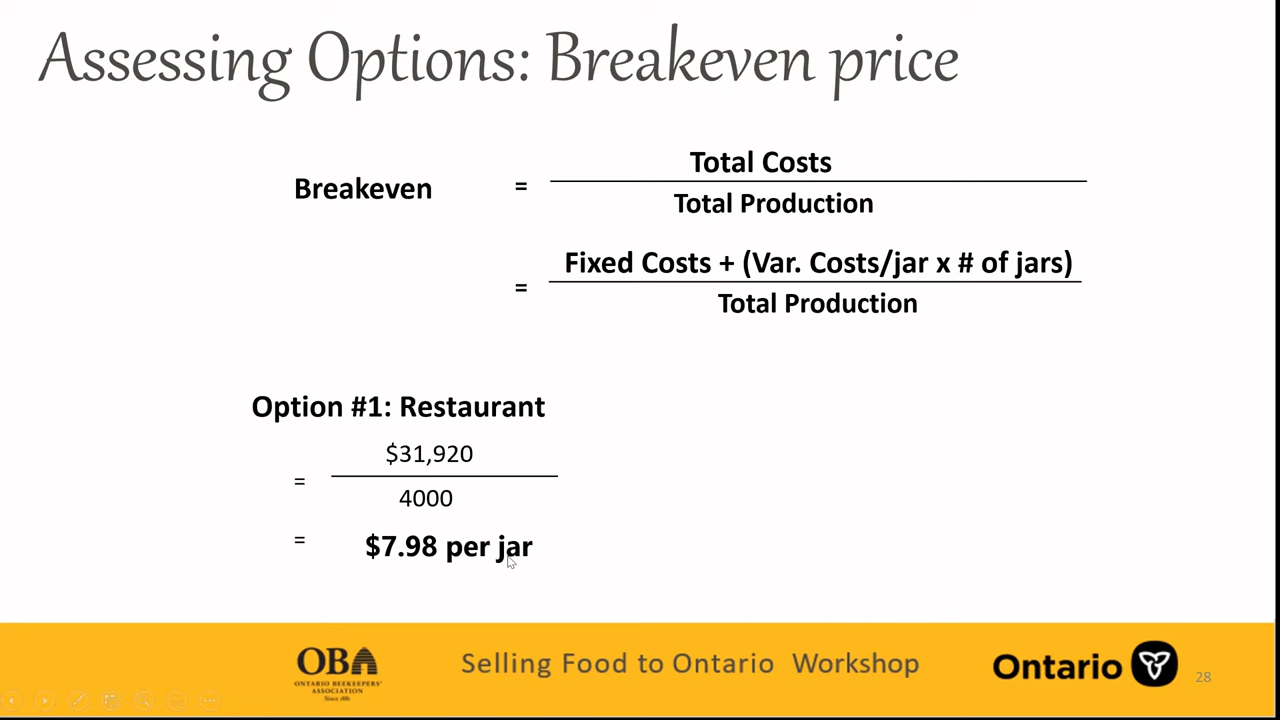 Assessing Options: Breakeven price
Total Costs
Breakeven =
Total Production
Fixed Costs + (Var. Costs/jar x # of jars)
=
Total Production
Option #1: Restaurant
$31,920
=
4000
= $7.98 per jar
OBA
ONTARIO BEEKEEPERS'
ASSOCIATION
Since 1881
Selling Food to Ontario Workshop
Ontario
28